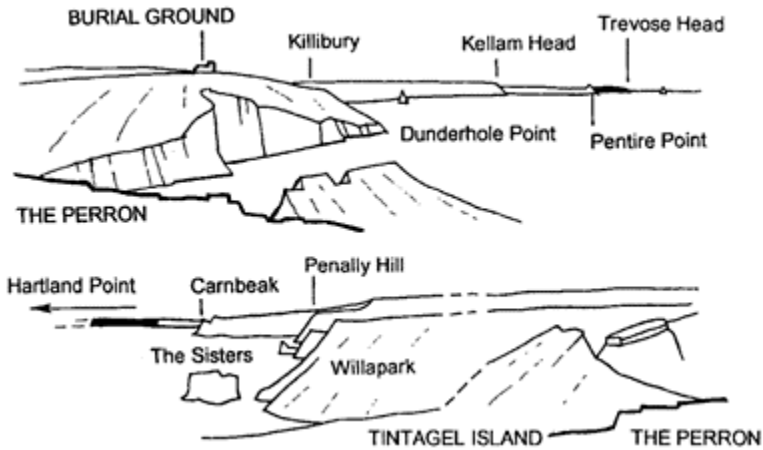 BURIAL GROUND
Killibury
Kellam Head
Trevose Head
Dunderhole Point
Pentire Point
THE PERRON
Hartland Point
Carnbeak
Penally Hill
The Sisters
Willapark
TINTAGEL ISLAND
THE PERRON